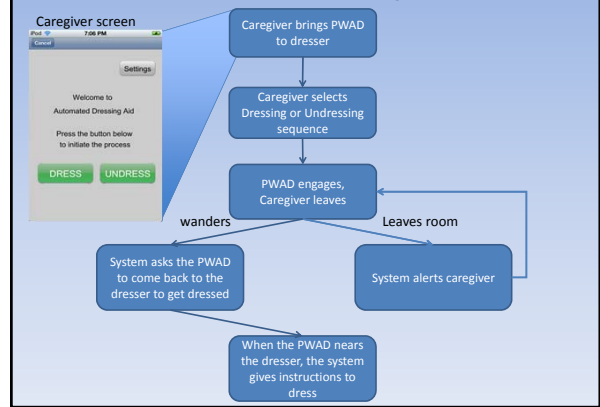 Caregiver screen
iPod
7:06 PM
Cancel
Settings
Welcome to
Automated Dressing Aid
Press the button below
to initiate the process
DRESS
UNDRESS
Caregiver brings PWAD
to dresser
Caregiver selects
Dressing or Undressing
sequence
PWAD engages,
Caregiver leaves
wanders
Leaves room
System asks the PWAD
to come back to the
dresser to get dressed
System alerts caregiver
When the PWAD nears
the dresser, the system
gives instructions to
dress